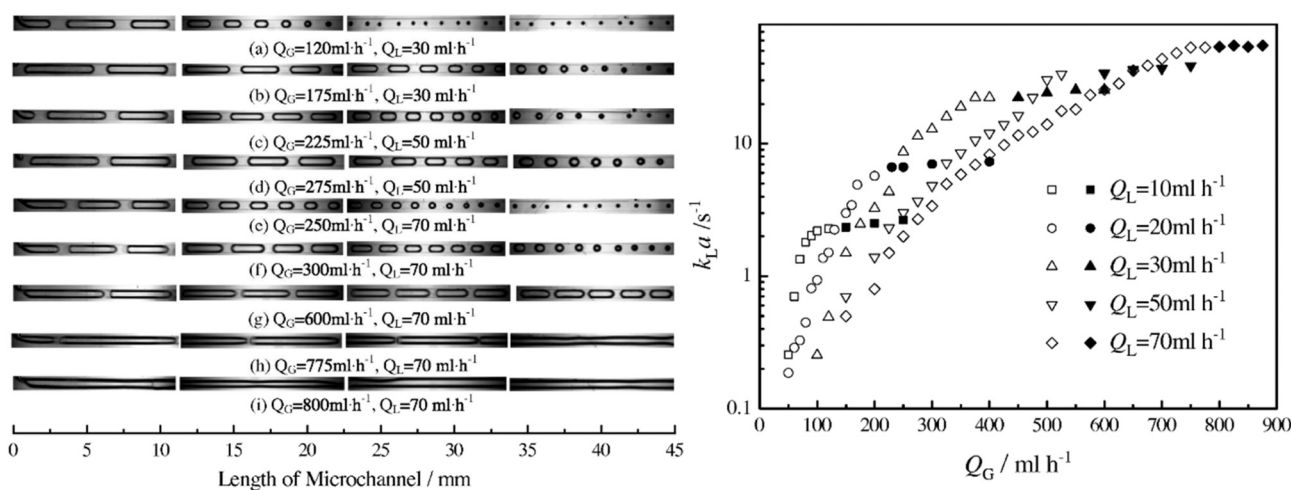 (a) Q_G=120ml·h⁻¹, Q_L=30 ml·h⁻¹
(b) Q_G=175ml·h⁻¹, Q_L=30 ml·h⁻¹
(c) Q_G=225ml·h⁻¹, Q_L=50 ml·h⁻¹
(d) Q_G=275ml·h⁻¹, Q_L=50 ml·h⁻¹
(e) Q_G=250ml·h⁻¹, Q_L=70 ml·h⁻¹
(f) Q_G=300ml·h⁻¹, Q_L=70 ml·h⁻¹
(g) Q_G=600ml·h⁻¹, Q_L=70 ml·h⁻¹
(h) Q_G=775ml·h⁻¹, Q_L=70 ml·h⁻¹
(i) Q_G=800ml·h⁻¹, Q_L=70 ml·h⁻¹
0 5 10 15 20 25 30 35 40 45
Length of Microchannel / mm
k_L a /s⁻¹
10
1
0.1
Q_L=10ml h⁻¹
Q_L=20ml h⁻¹
Q_L=30ml h⁻¹
Q_L=50ml h⁻¹
Q_L=70ml h⁻¹
0 100 200 300 400 500 600 700 800 900
Q_G / ml h⁻¹